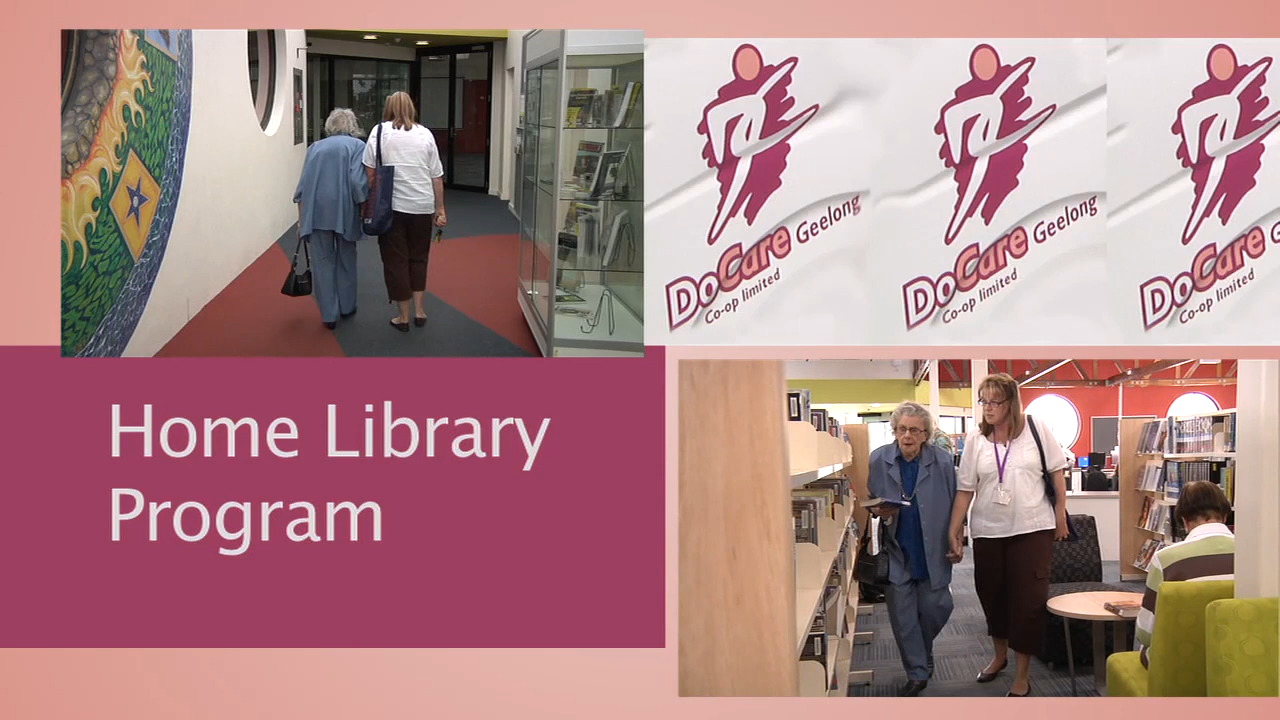 DoCare Geelong
Co-op limited
DoCare Geelong
Co-op limited
DoCare G
Co-op limited
Home Library
Program